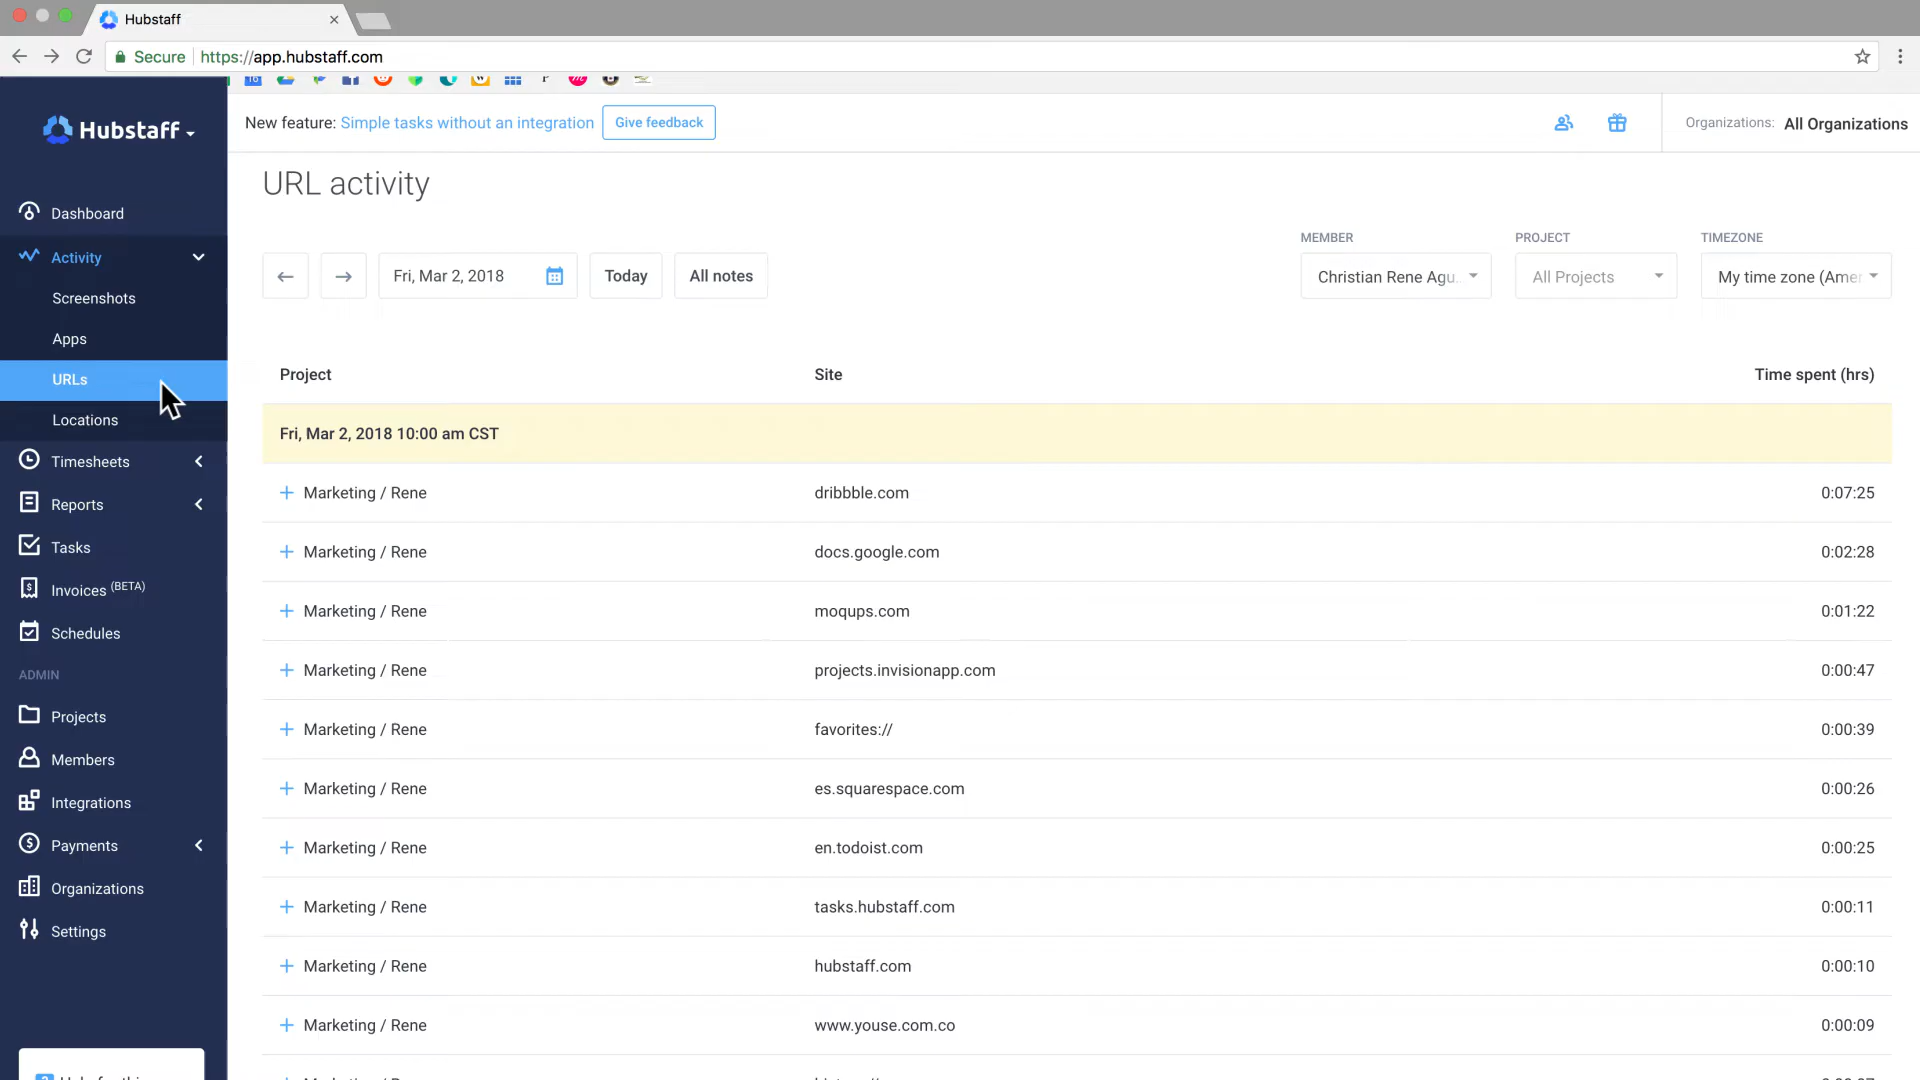 Hubstaff
Secure https://app.hubstaff.com
Hubstaff
New feature: Simple tasks without an integration Give feedback
Organizations: All Organizations
Dashboard
Activity
Screenshots
Apps
URLs
Locations
Timesheets
Reports
Tasks
Invoices (BETA)
Schedules
ADMIN
Projects
Members
Integrations
Payments
Organizations
Settings
URL activity
MEMBER PROJECT TIMEZONE
Fri, Mar 2, 2018 Today All notes Christian Rene Agu.. All Projects My time zone (Amer
Project Site Time spent (hrs)
Fri, Mar 2, 2018 10:00 am CST
+ Marketing / Rene dribbble.com 0:07:25
+ Marketing / Rene docs.google.com 0:02:28
+ Marketing / Rene moqups.com 0:01:22
+ Marketing / Rene projects.invisionapp.com 0:00:47
+ Marketing / Rene favorites:// 0:00:39
+ Marketing / Rene es.squarespace.com 0:00:26
+ Marketing / Rene en.todoist.com 0:00:25
+ Marketing / Rene tasks.hubstaff.com 0:00:11
+ Marketing / Rene hubstaff.com 0:00:10
+ Marketing / Rene www.youse.com.co 0:00:09